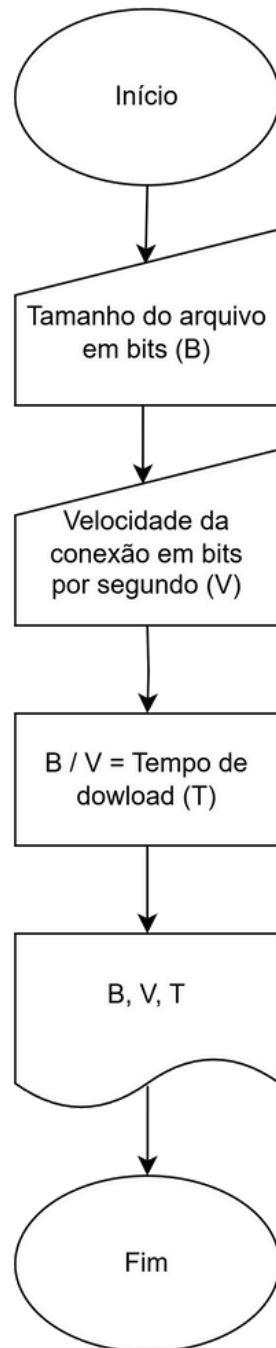 Início
Tamanho do arquivo
em bits (B)
Velocidade da
conexão em bits
por segundo (V)
B / V = Tempo de
dowload (T)
B, V, T
Fim